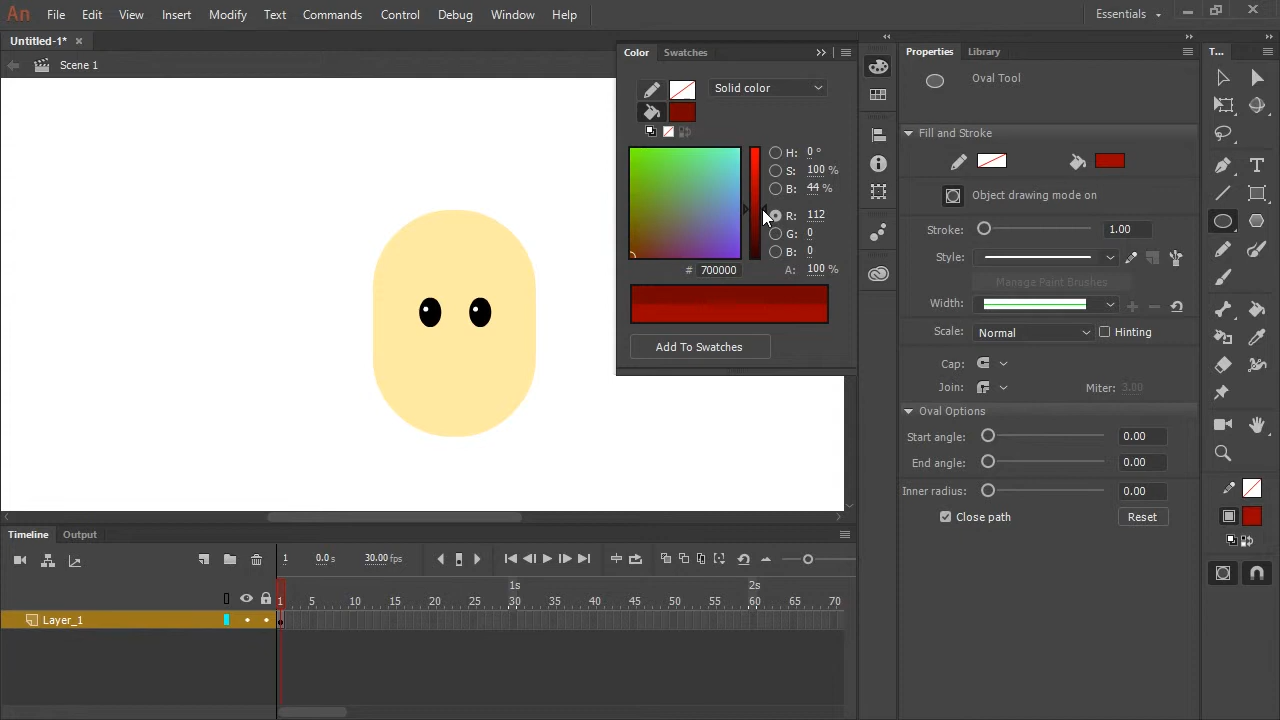 An File Edit View Insert Modify Text Commands Control Debug Window Help Essentials
Untitled-1* ×
Scene 1
Color Swatches
Solid color
H: 0 °
S: 100 %
B: 44 %
R: 112
G: 0
B: 0
# 700000 A: 100 %
Add To Swatches
Properties Library
Oval Tool
Fill and Stroke
Object drawing mode on
Stroke: 1.00
Style:
Manage Paint Brushes
Width:
Scale: Normal Hinting
Cap:
Join: Miter: 3.00
Oval Options
Start angle: 0.00
End angle: 0.00
Inner radius: 0.00
Close path Reset
T...
Timeline Output
1 0.0 s 30.00 fps
1s 2s
1 5 10 15 20 25 30 35 40 45 50 55 60 65 70
Layer_1